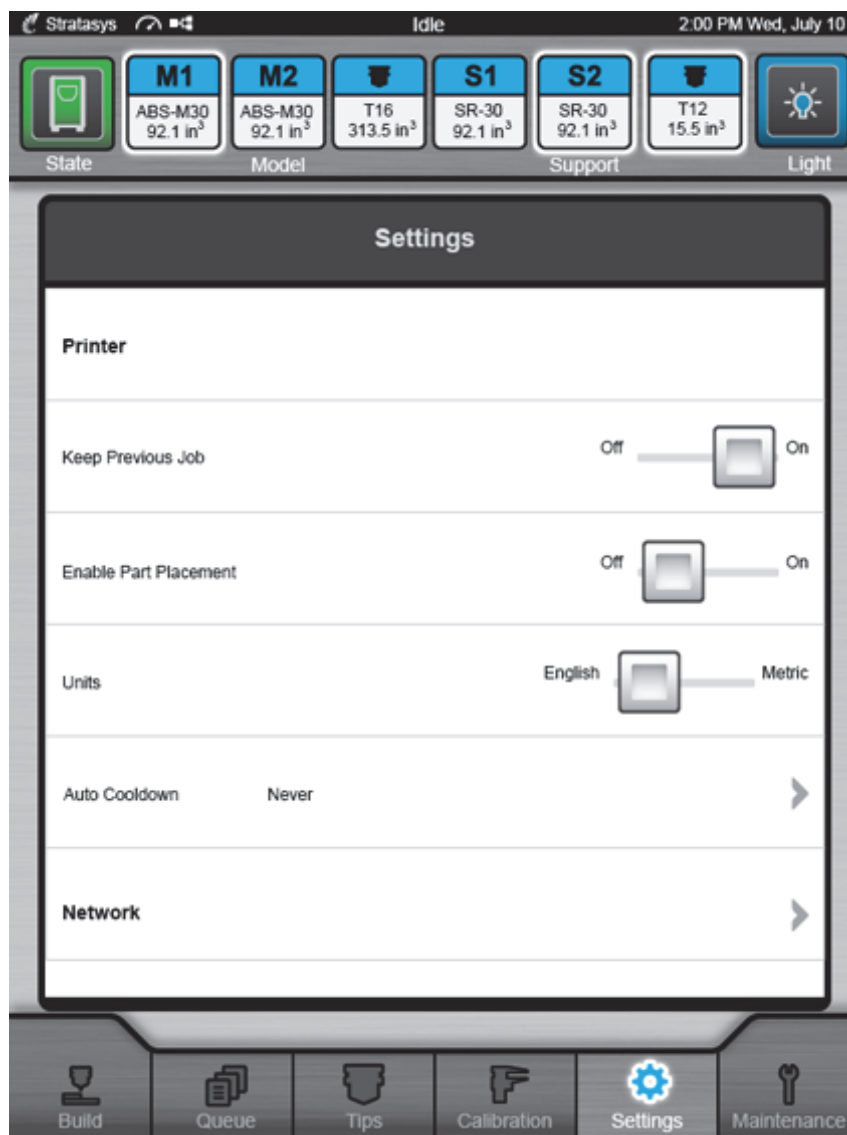 Stratasys Idle 2:00 PM Wed, July 10
M1 M2 S1 S2
ABS-M30 ABS-M30 T16 SR-30 SR-30 T12
92.1 in³ 92.1 in³ 313.5 in³ 92.1 in³ 92.1 in³ 15.5 in³
State Model Support Light
Settings
Printer
Keep Previous Job Off On
Enable Part Placement Off On
Units English Metric
Auto Cooldown Never
Network
Build Queue Tips Calibration Settings Maintenance